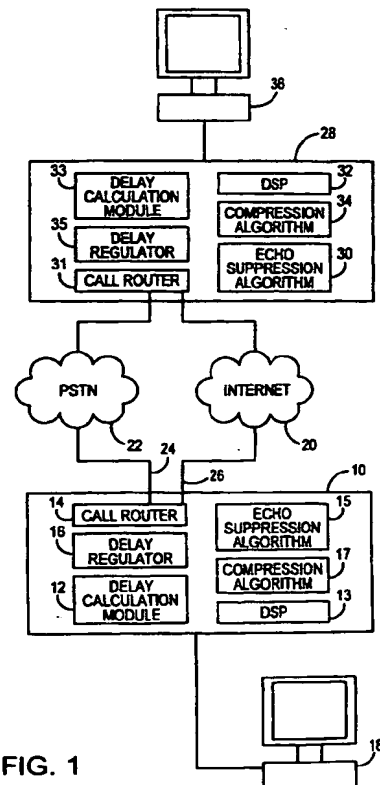 36
28
33
DELAY
CALCULATION
MODULE
DSP
32
35
DELAY
REGULATOR
COMPRESSION
ALGORITHM
34
31
CALL ROUTER
ECHO
SUPPRESSION
ALGORITHM
30
PSTN
INTERNET
22
20
24
26
10
14
CALL ROUTER
ECHO
SUPPRESSION
ALGORITHM
15
16
DELAY
REGULATOR
COMPRESSION
ALGORITHM
17
12
DELAY
CALCULATION
MODULE
DSP
13
FIG. 1
18